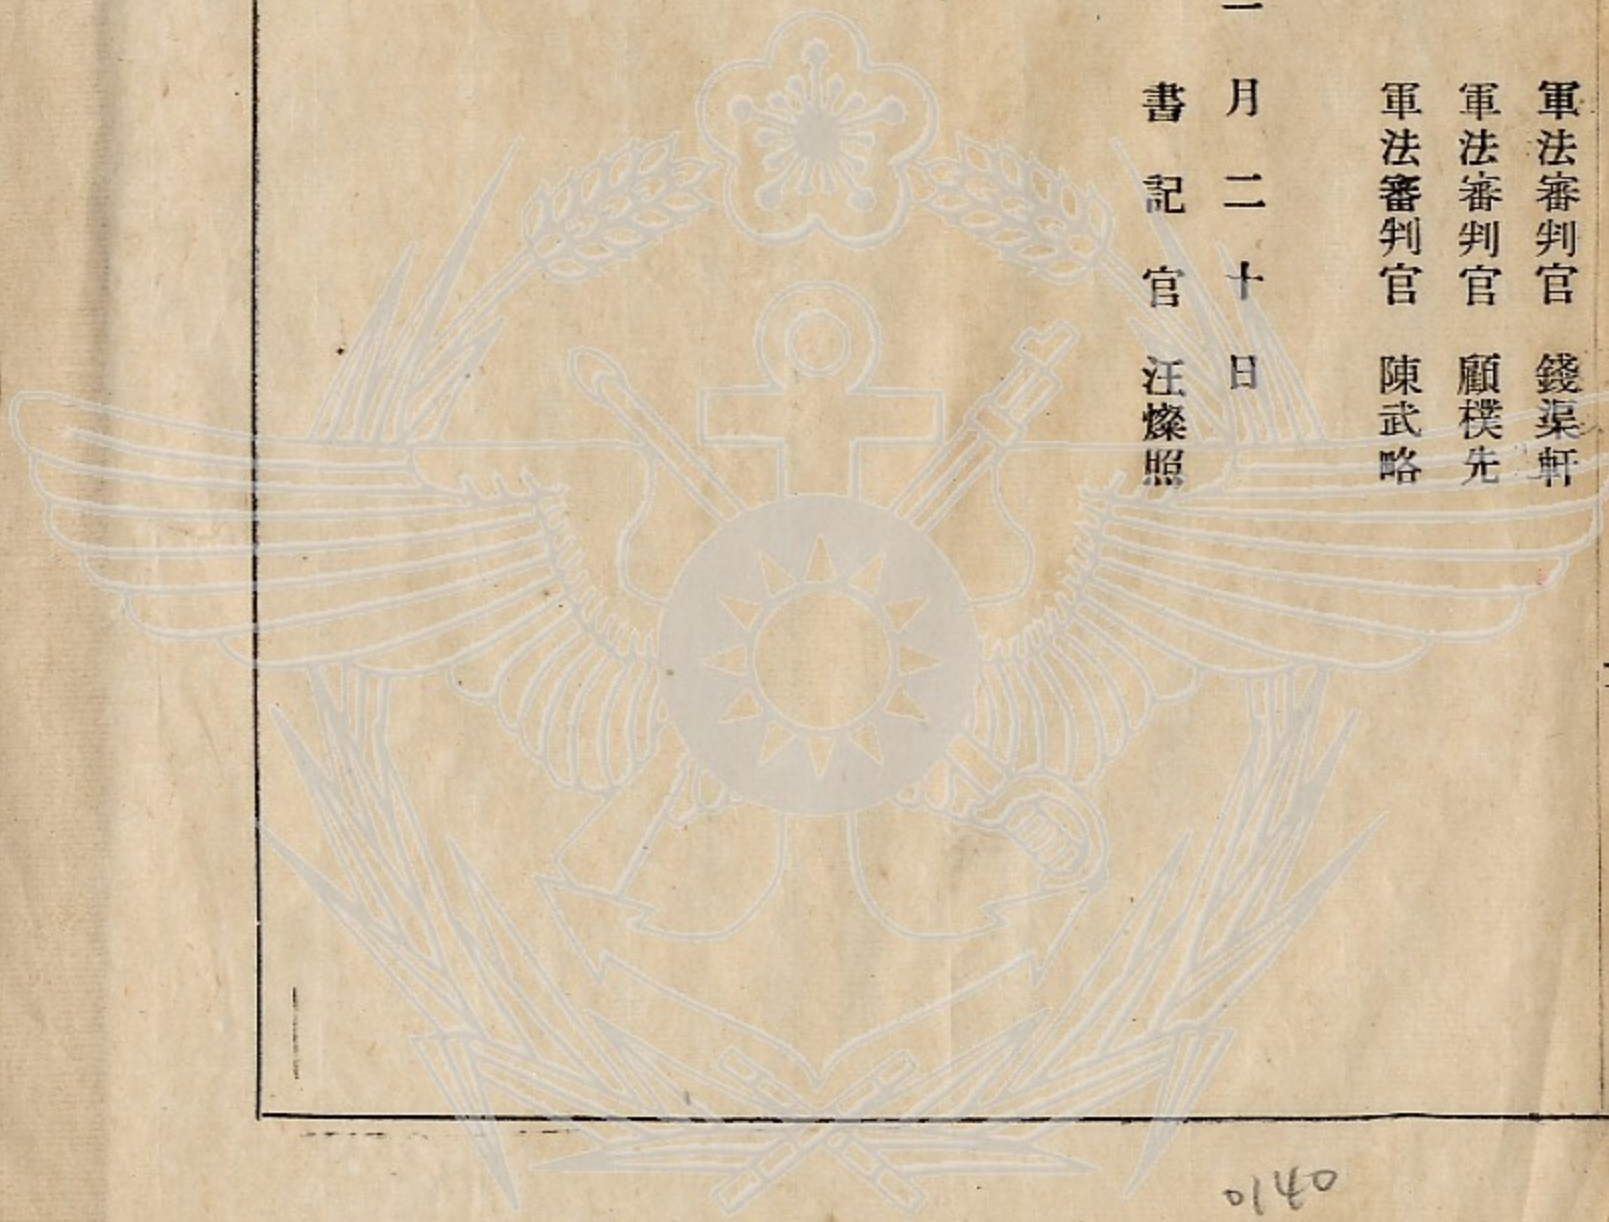 軍法審判官 錢渠軒
軍法審判官 顧樸先
軍法審判官 陳武略
一月二十日
書記官 汪燦照
0140